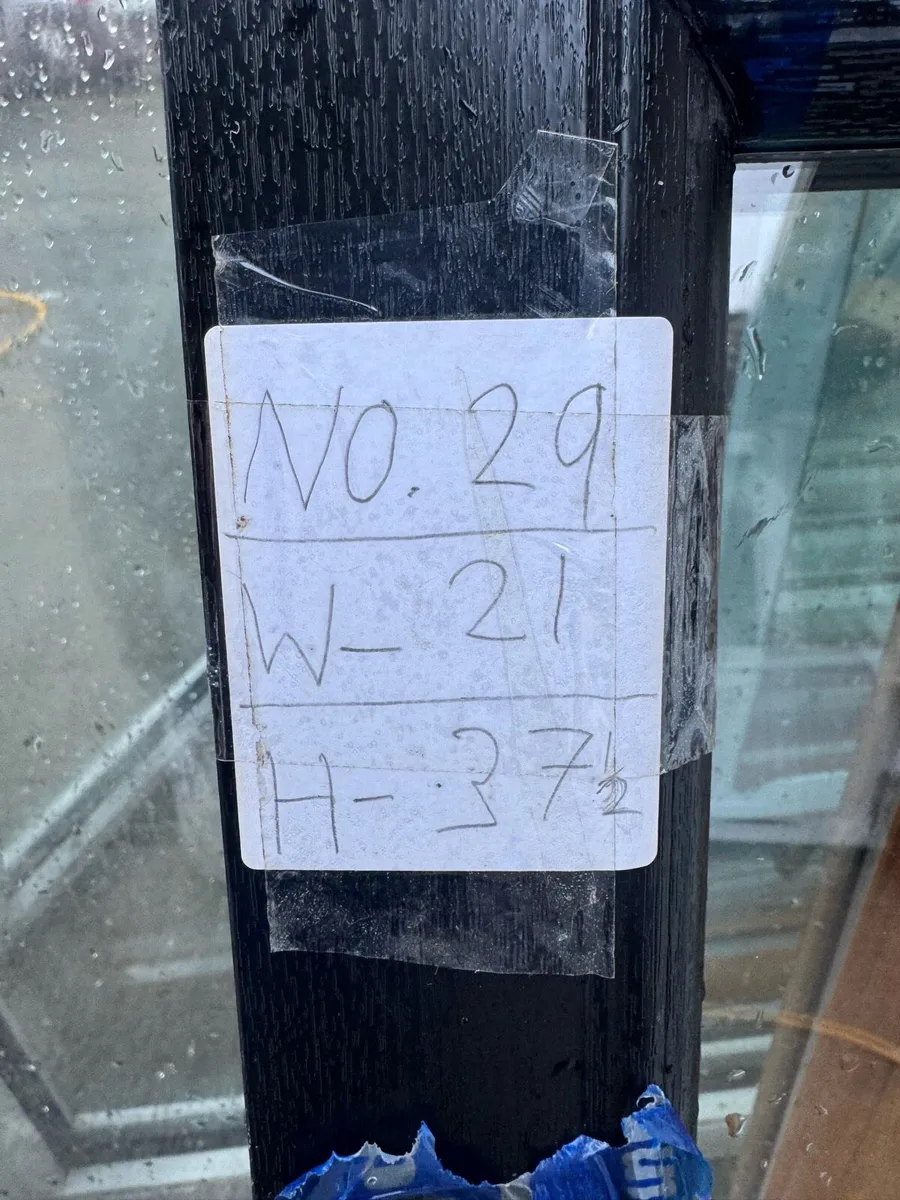 NO. 29
W- 21
H- 37½